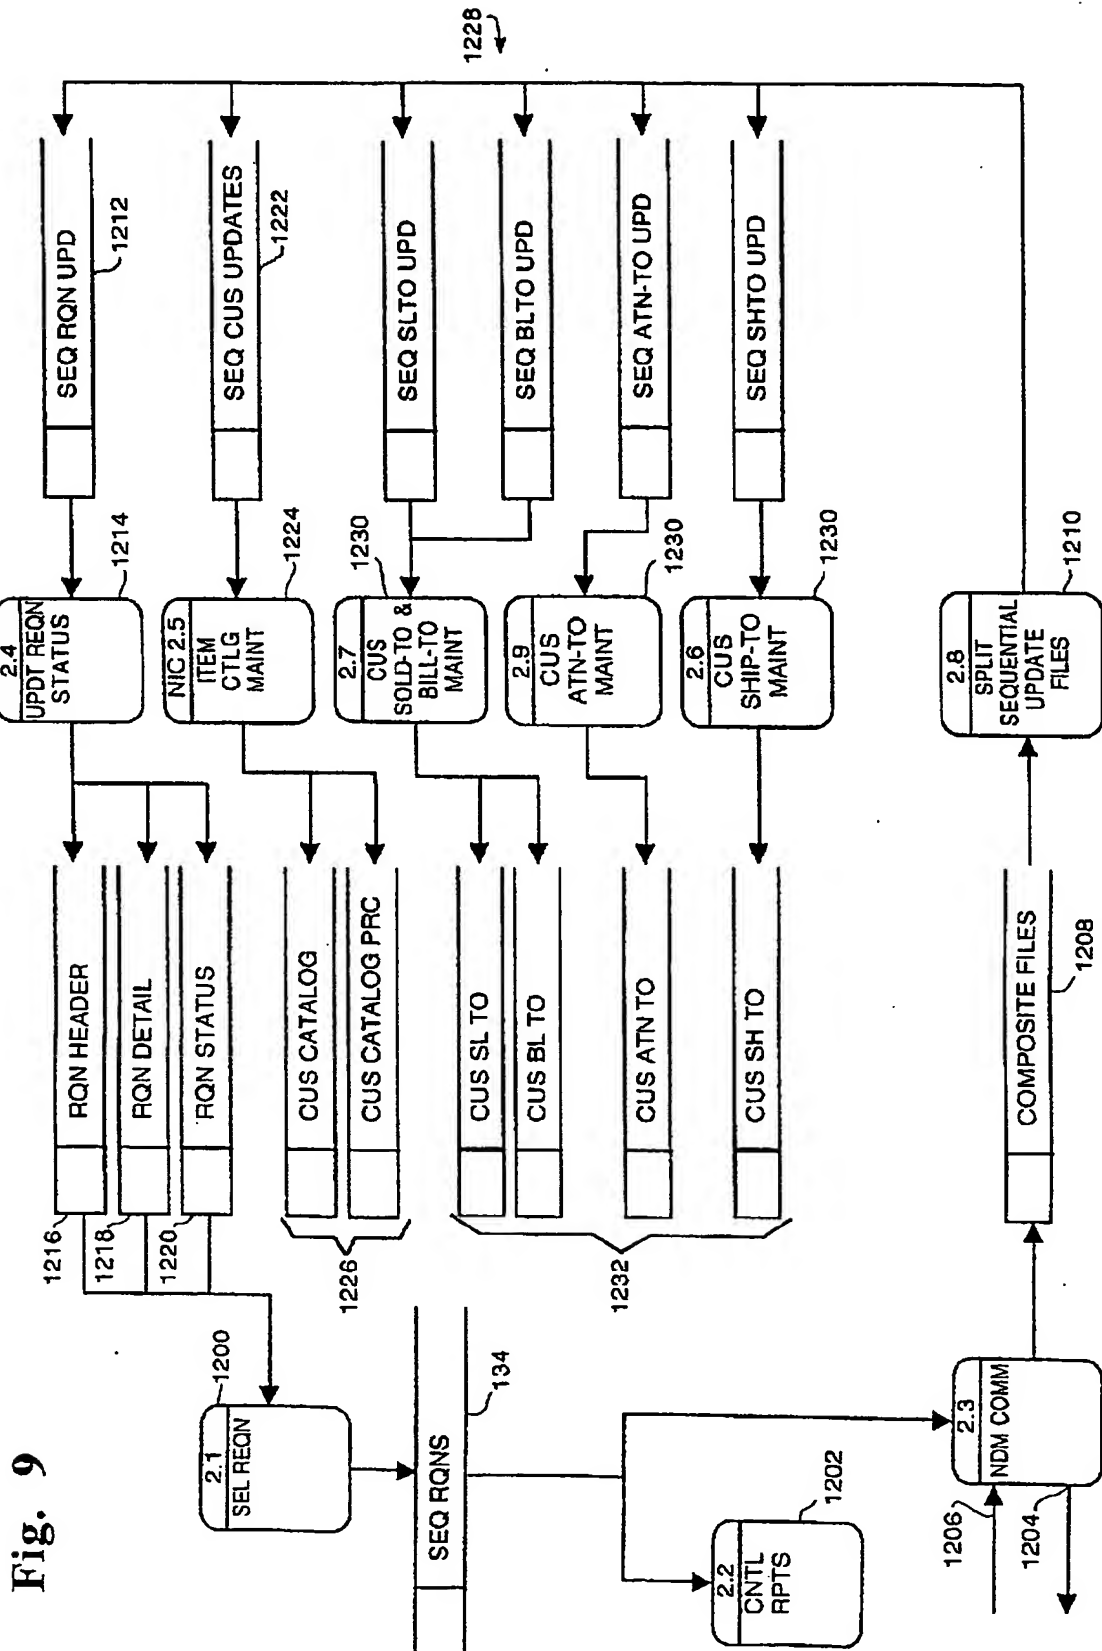 Fig. 9
2.1
SEL REQN
1200
SEQ RQNS
134
2.2
CNTL
RPTS
1202
2.3
NDM COMM
1206
1204
1216
RQN HEADER
1218
RQN DETAIL
1220
RQN STATUS
1226
CUS CATALOG
CUS CATALOG PRC
1232
CUS SL TO
CUS BL TO
CUS ATN TO
CUS SH TO
COMPOSITE FILES
1208
2.4
UPDT REQN
STATUS
1214
NIC 2.5
ITEM
CTLG
MAINT
1224
2.7
CUS
SOLD-TO &
BILL-TO
MAINT
1230
2.9
CUS
ATN-TO
MAINT
1230
2.6
CUS
SHIP-TO
MAINT
1230
2.8
SPLIT
SEQUENTIAL
UPDATE
FILES
1210
SEQ RQN UPD
1212
SEQ CUS UPDATES
1222
SEQ SLTO UPD
SEQ BLTO UPD
SEQ ATN-TO UPD
SEQ SHTO UPD
1228